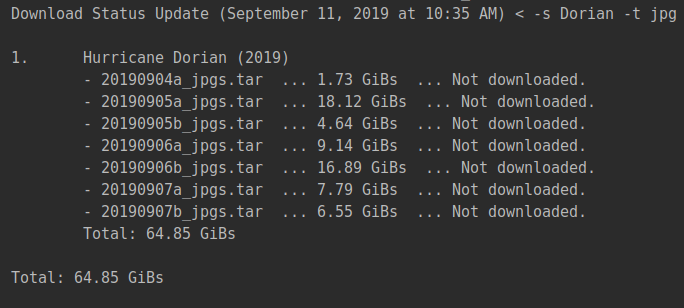 Download Status Update (September 11, 2019 at 10:35 AM) < -s Dorian -t jpg
1. Hurricane Dorian (2019)
- 20190904a_jpgs.tar ... 1.73 GiBs ... Not downloaded.
- 20190905a_jpgs.tar ... 18.12 GiBs ... Not downloaded.
- 20190905b_jpgs.tar ... 4.64 GiBs ... Not downloaded.
- 20190906a_jpgs.tar ... 9.14 GiBs ... Not downloaded.
- 20190906b_jpgs.tar ... 16.89 GiBs ... Not downloaded.
- 20190907a_jpgs.tar ... 7.79 GiBs ... Not downloaded.
- 20190907b_jpgs.tar ... 6.55 GiBs ... Not downloaded.
Total: 64.85 GiBs
Total: 64.85 GiBs